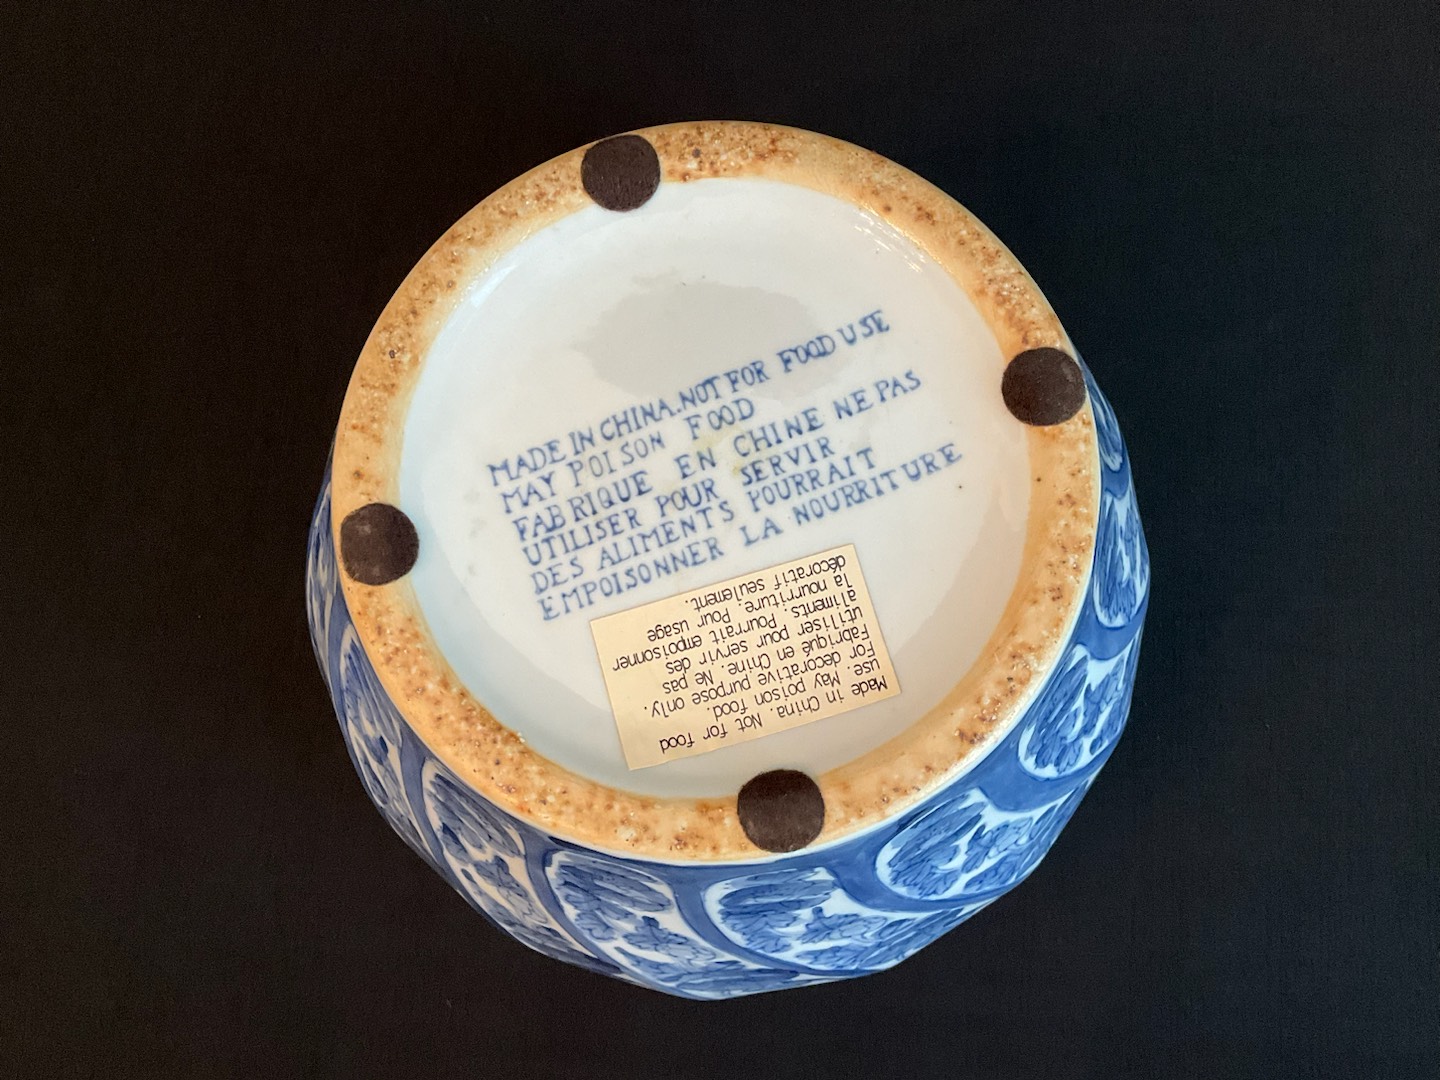 MADE IN CHINA. NOT FOR FOOD USE
MAY POISON FOOD
FABRIQUE EN CHINE NE PAS
UTILISER POUR SERVIR
DES ALIMENTS POURRAIT
EMPOISONNER LA NOURRITURE
Made in China. Not for food
use. May poison food.
For decorative purpose only.
Fabriqué en Chine. Ne pas
utiliser pour servir des
aliments. Pourrait empoisonner
la nourriture. Pour usage
décoratif seulement.